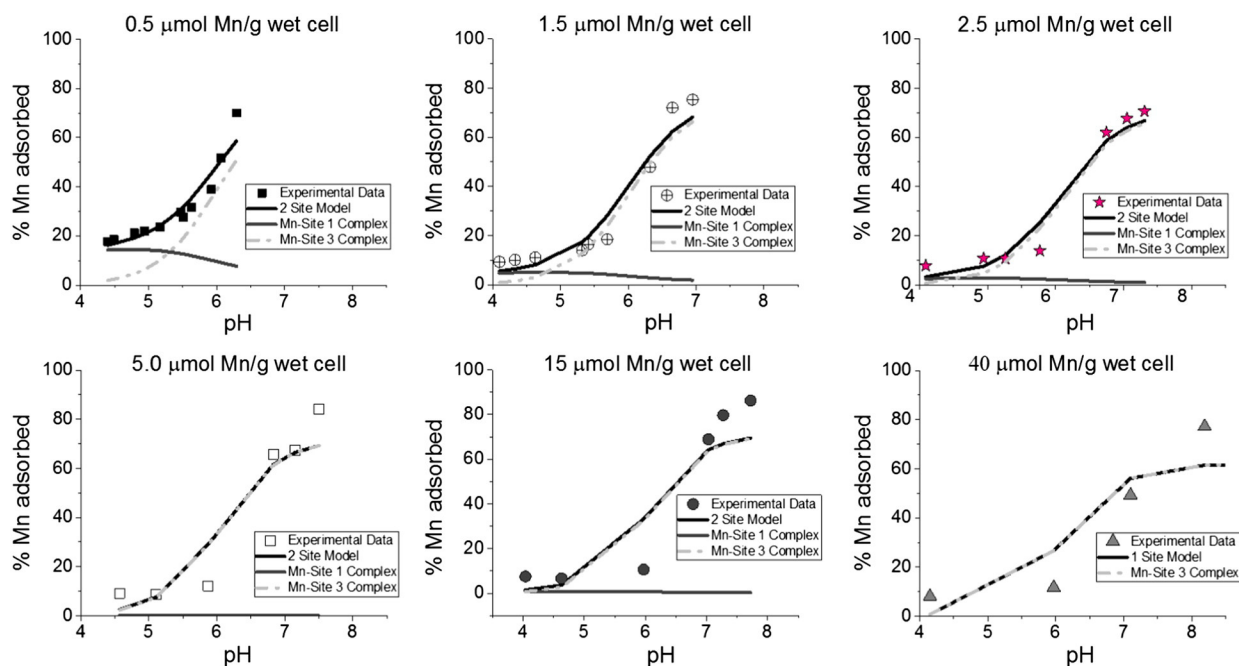 0.5 μmol Mn/g wet cell
% Mn adsorbed
100
80
60
40
20
0
Experimental Data
2 Site Model
Mn-Site 1 Complex
Mn-Site 3 Complex
4 5 6 7 8
pH
1.5 μmol Mn/g wet cell
% Mn adsorbed
100
80
60
40
20
0
Experimental Data
2 Site Model
Mn-Site 1 Complex
Mn-Site 3 Complex
4 5 6 7 8
pH
2.5 μmol Mn/g wet cell
% Mn adsorbed
100
80
60
40
20
0
Experimental Data
2 Site Model
Mn-Site 1 Complex
Mn-Site 3 Complex
4 5 6 7 8
pH
5.0 μmol Mn/g wet cell
% Mn adsorbed
100
80
60
40
20
0
Experimental Data
2 Site Model
Mn-Site 1 Complex
Mn-Site 3 Complex
4 5 6 7 8
pH
15 μmol Mn/g wet cell
% Mn adsorbed
100
80
60
40
20
0
Experimental Data
2 Site Model
Mn-Site 1 Complex
Mn-Site 3 Complex
3 4 5 6 7 8
pH
40 μmol Mn/g wet cell
% Mn adsorbed
100
80
60
40
20
0
Experimental Data
1 Site Model
Mn-Site 3 Complex
4 5 6 7 8
pH